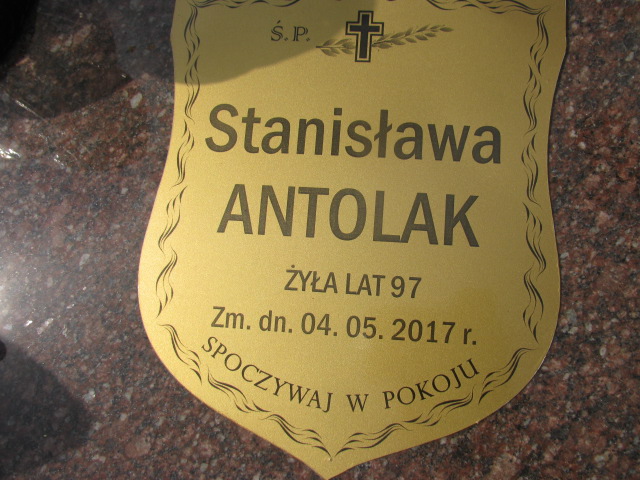 Ś.P.
Stanisława
ANTOLAK
ŻYŁA LAT 97
Zm. dn. 04. 05. 2017 r.
SPOCZYWAJ W POKOJU